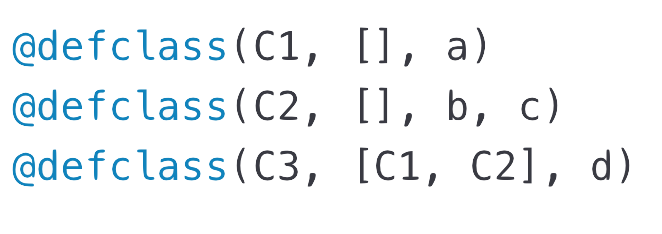 @defclass(C1, [], a)
@defclass(C2, [], b, c)
@defclass(C3, [C1, C2], d)